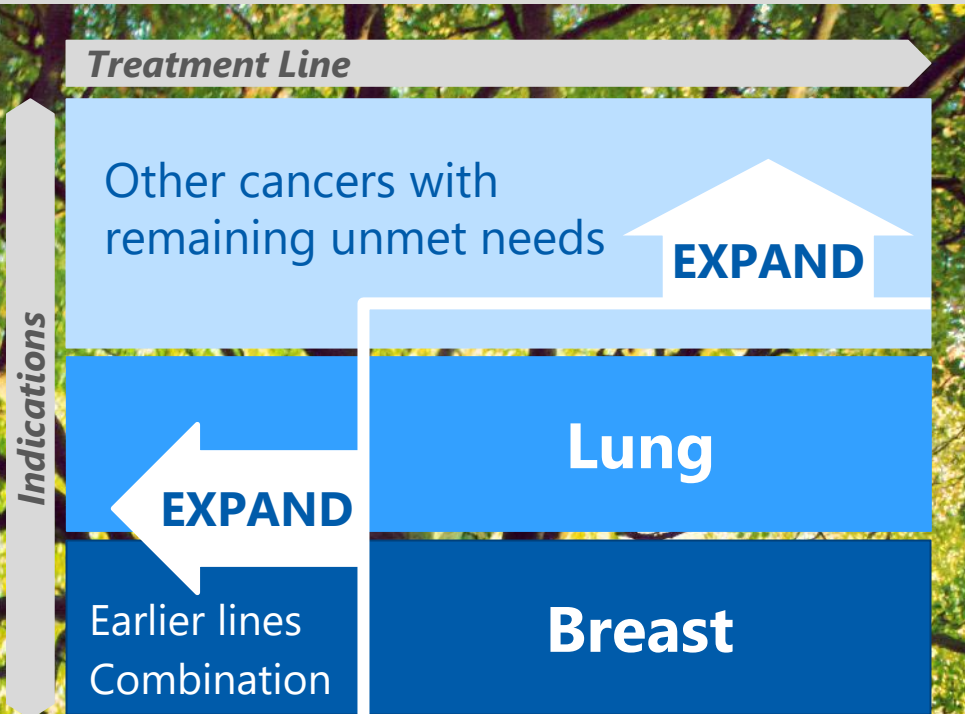 Treatment Line
Indications
Other cancers with
remaining unmet needs
EXPAND
Lung
EXPAND
Earlier lines
Combination
Breast